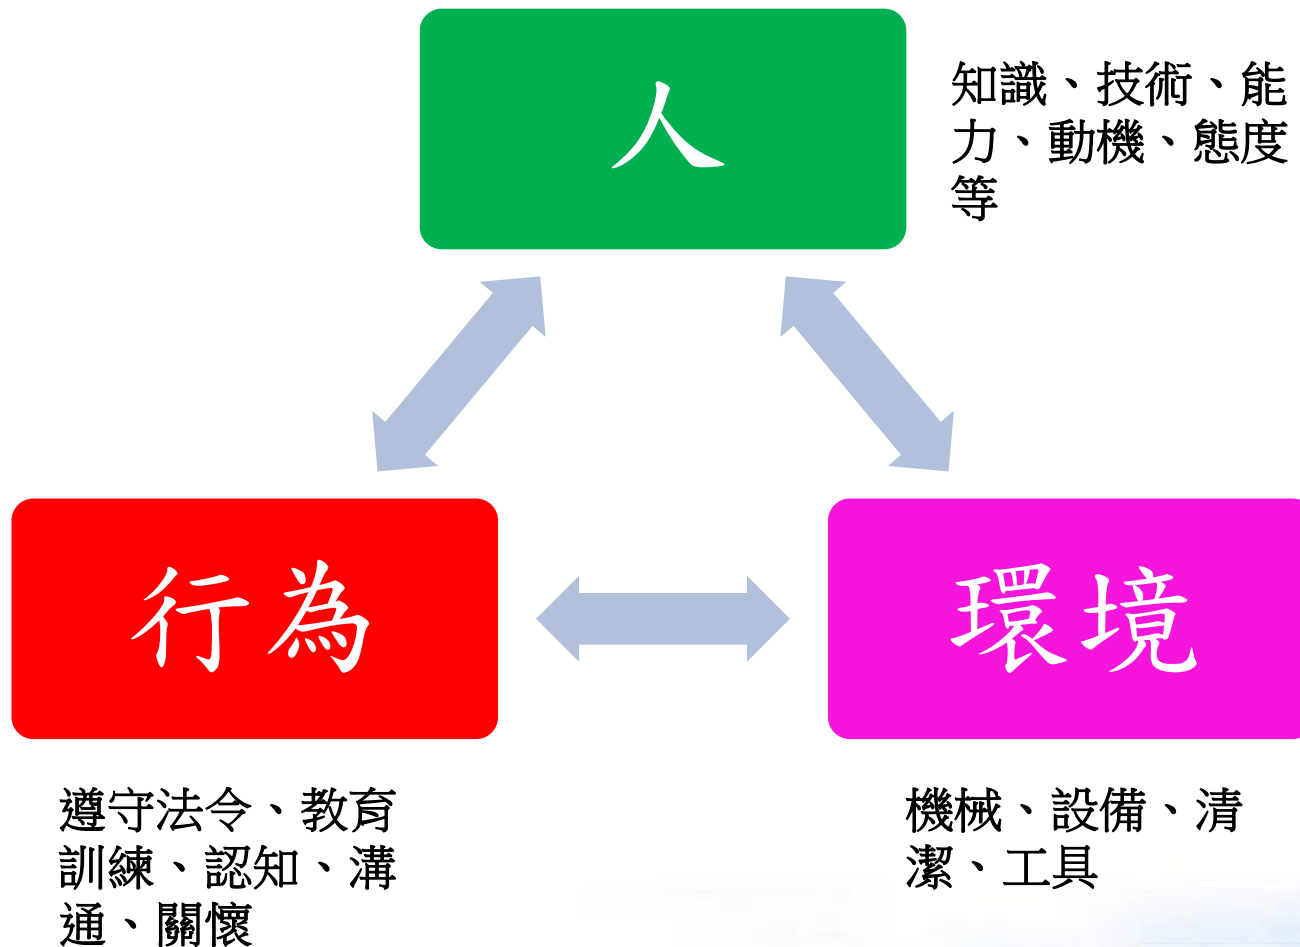 人
知識、技術、能
力、動機、態度
等
行為
環境
遵守法令、教育
訓練、認知、溝
通、關懷
機械、設備、清
潔、工具